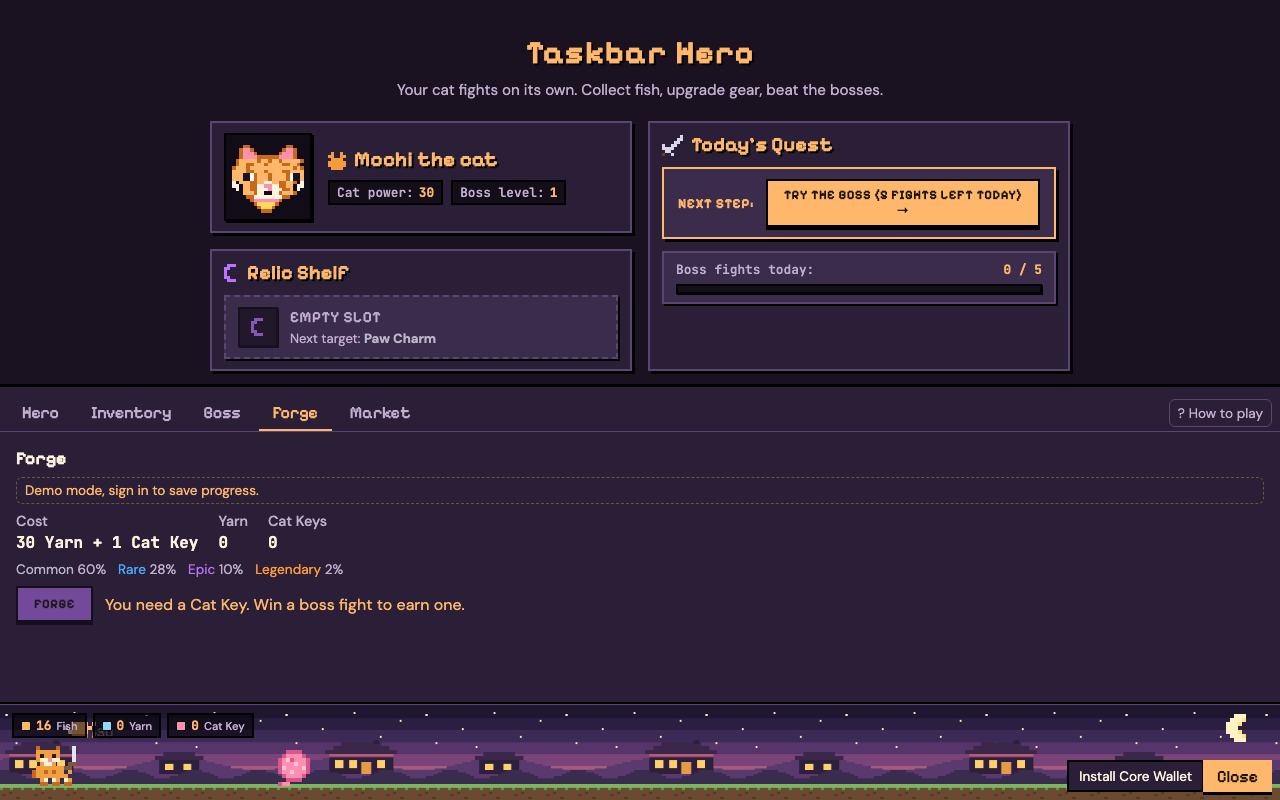 Taskbar Hero
Your cat fights on its own. Collect fish, upgrade gear, beat the bosses.
Mochi the cat
Cat power: 30
Boss level: 1
Relic Shelf
EMPTY SLOT
Next target: Paw Charm
Today's Quest
NEXT STEP:
TRY THE BOSS (5 FIGHTS LEFT TODAY)
→
Boss fights today: 0 / 5
Hero Inventory Boss Forge Market
? How to play
Forge
Demo mode, sign in to save progress.
Cost Yarn Cat Keys
30 Yarn + 1 Cat Key 0 0
Common 60% Rare 28% Epic 10% Legendary 2%
FORGE
You need a Cat Key. Win a boss fight to earn one.
16 Fish
0 Yarn
0 Cat Key
Install Core Wallet
Close